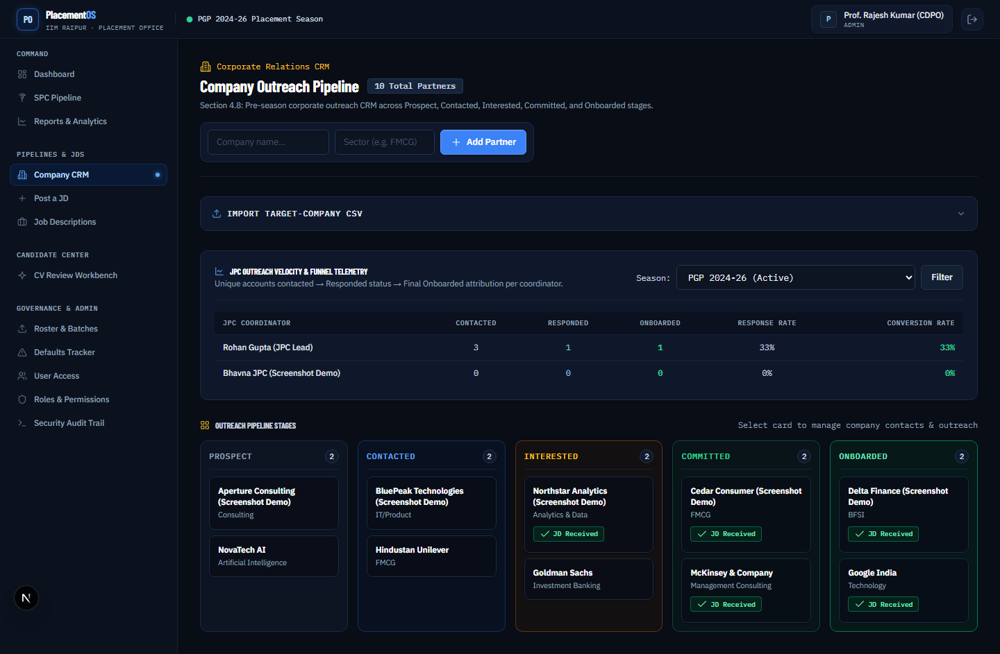 PO
PlacementOS
IIM RAIPUR · PLACEMENT OFFICE
PGP 2024-26 Placement Season
P
Prof. Rajesh Kumar (CDPO)
ADMIN
COMMAND
Dashboard
SPC Pipeline
Reports & Analytics
PIPELINES & JDS
Company CRM
Post a JD
Job Descriptions
CANDIDATE CENTER
CV Review Workbench
GOVERNANCE & ADMIN
Roster & Batches
Defaults Tracker
User Access
Roles & Permissions
Security Audit Trail
N
Corporate Relations CRM
Company Outreach Pipeline
10 Total Partners
Section 4.8: Pre-season corporate outreach CRM across Prospect, Contacted, Interested, Committed, and Onboarded stages.
Company name...
Sector (e.g. FMCG)
Add Partner
IMPORT TARGET-COMPANY CSV
JPC OUTREACH VELOCITY & FUNNEL TELEMETRY
Unique accounts contacted → Responded status → Final Onboarded attribution per coordinator.
Season:
PGP 2024-26 (Active)
Filter
JPC COORDINATOR CONTACTED RESPONDED ONBOARDED RESPONSE RATE CONVERSION RATE
Rohan Gupta (JPC Lead) 3 1 1 33% 33%
Bhavna JPC (Screenshot Demo) 0 0 0 0% 0%
OUTREACH PIPELINE STAGES
Select card to manage company contacts & outreach
PROSPECT 2
Aperture Consulting
(Screenshot Demo)
Consulting
NovaTech AI
Artificial Intelligence
CONTACTED 2
BluePeak Technologies
(Screenshot Demo)
IT/Product
Hindustan Unilever
FMCG
INTERESTED 2
Northstar Analytics
(Screenshot Demo)
Analytics & Data
JD Received
Goldman Sachs
Investment Banking
COMMITTED 2
Cedar Consumer (Screenshot
Demo)
FMCG
JD Received
McKinsey & Company
Management Consulting
JD Received
ONBOARDED 2
Delta Finance (Screenshot
Demo)
BFSI
JD Received
Google India
Technology
JD Received